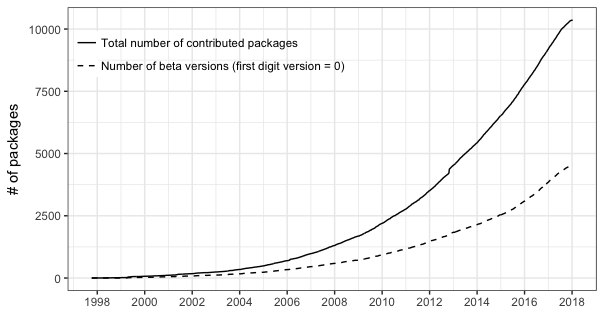 Total number of contributed packages
Number of beta versions (first digit version = 0)
# of packages
10000
7500
5000
2500
0
1998 2000 2002 2004 2006 2008 2010 2012 2014 2016 2018